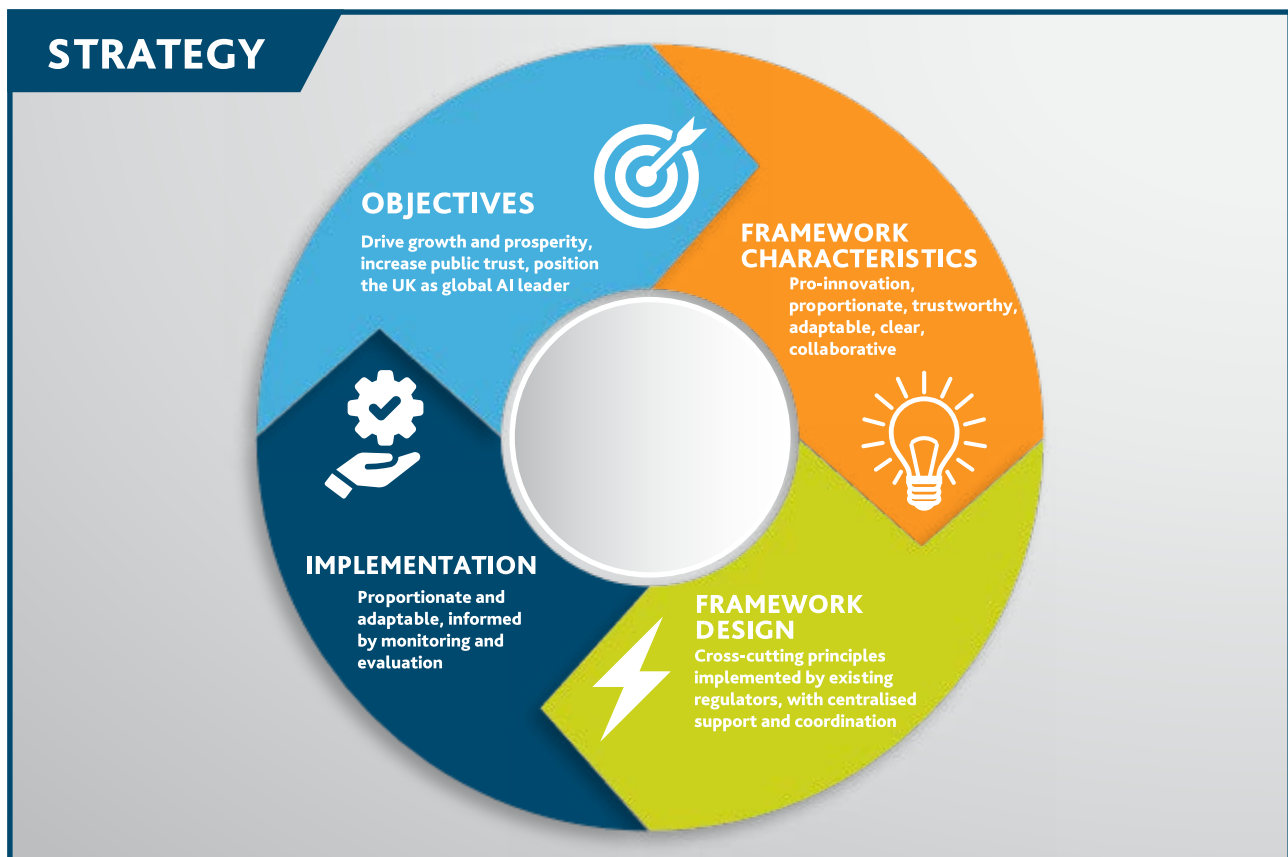 STRATEGY
OBJECTIVES
Drive growth and prosperity,
increase public trust, position
the UK as global AI leader
FRAMEWORK
CHARACTERISTICS
Pro-innovation,
proportionate, trustworthy,
adaptable, clear,
collaborative
FRAMEWORK
DESIGN
Cross-cutting principles
implemented by existing
regulators, with centralised
support and coordination
IMPLEMENTATION
Proportionate and
adaptable, informed
by monitoring and
evaluation